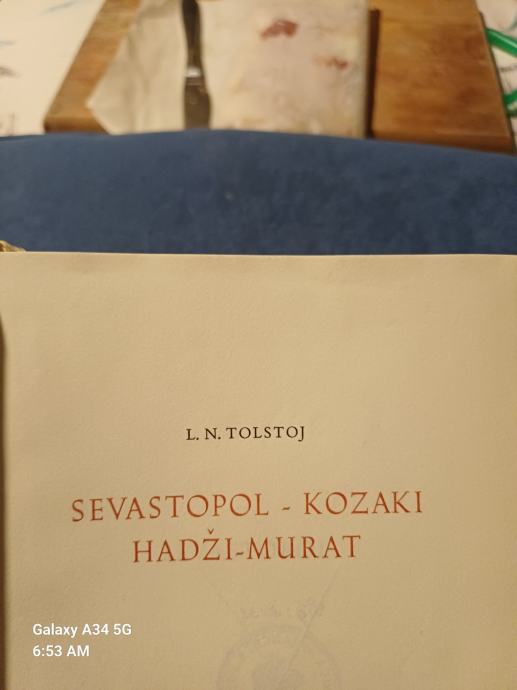 L. N. TOLSTOJ
SEVASTOPOL - KOZAKI
HADŽI-MURAT
Galaxy A34 5G
6:53 AM